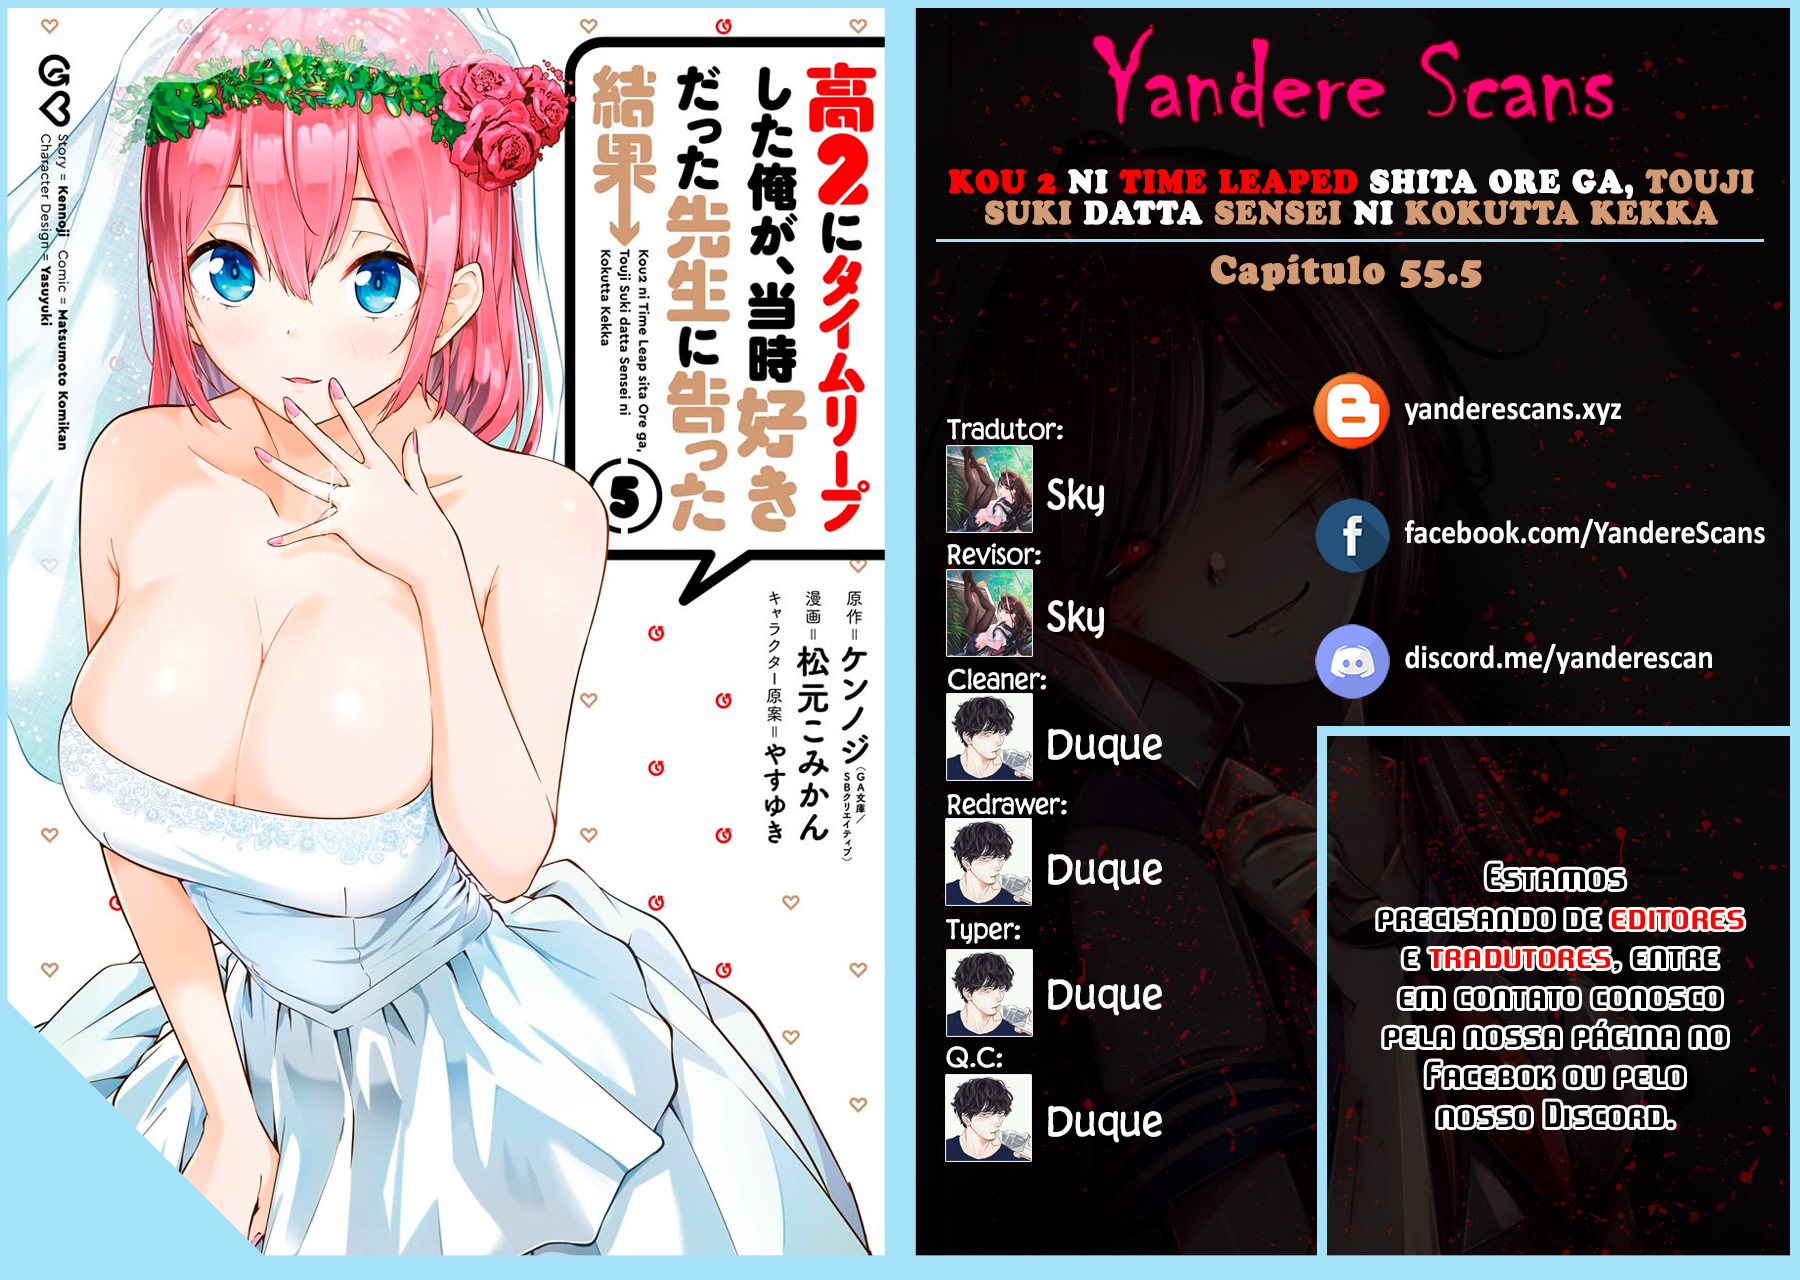 高2にタイムリープ
した俺が、当時好き
だった先生に告った
結果
Kou2 ni Time Leap sita Ore ga,
Touji Suki datta Sensei ni
Kokutta Kekka
5
Story = Kennoji Comic = Matsumoto Komikan
Character Design = Yasuyuki
原作=ケンノジ(GA文庫/SBクリエイティブ)
漫画=松元こみかん
キャラクター原案=やすゆき
Yandere Scans
KOU 2 NI TIME LEAPED SHITA ORE GA, TOUJI
SUKI DATTA SENSEI NI KOKUTTA KEKKA
Capítulo 55.5
Tradutor:
Sky
Revisor:
Sky
Cleaner:
Duque
Redrawer:
Duque
Typer:
Duque
Q.C:
Duque
yanderescans.xyz
facebook.com/YandereScans
discord.me/yanderescan
Estamos
precisando de editores
e tradutores, entre
em contato conosco
pela nossa página no
Facebok ou pelo
nosso Discord.